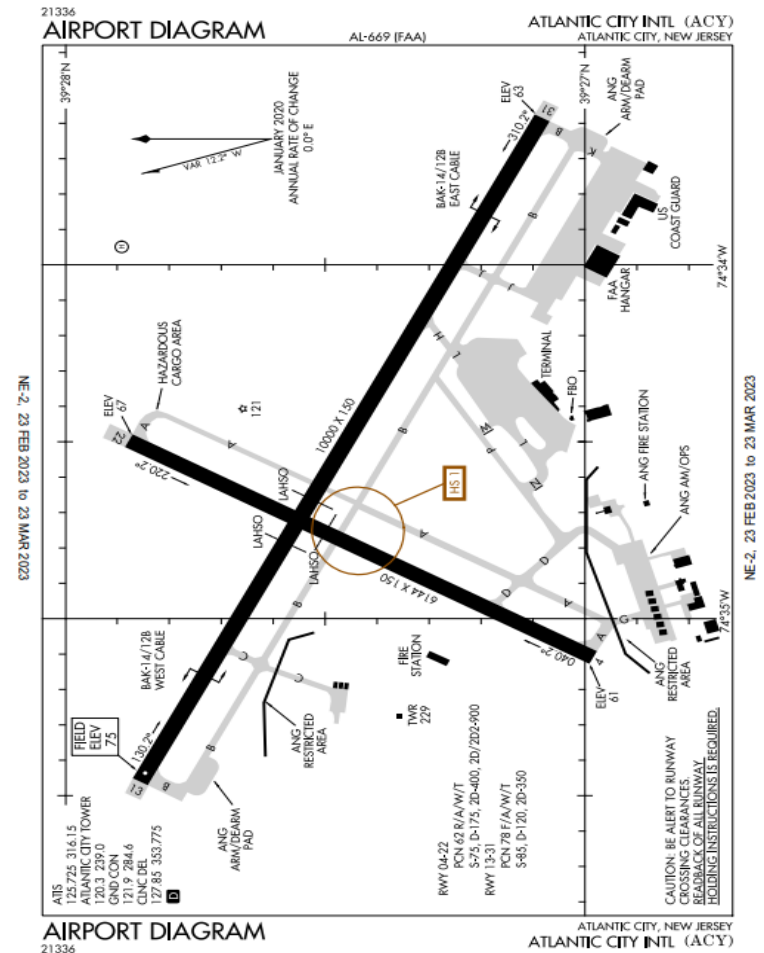 21336
AIRPORT DIAGRAM
AL-669 (FAA)
ATLANTIC CITY INTL (ACY)
ATLANTIC CITY, NEW JERSEY
39°28'N
39°27'N
JANUARY 2020
ANNUAL RATE OF CHANGE
0.0° E
VAR 12.2° W
ELEV
63
31
310.2°
B
K
ANG
ARM/DEARM
PAD
BAK-14/12B
EAST CABLE
B
US
COAST GUARD
H
74°34'W
FAA
HANGAR
J
J
HAZARDOUS
CARGO AREA
ELEV
67
22
A
220.2°
A
121
10000 X 150
H
L
TERMINAL
FBO
B
M
P
L
M
HS 1
LAHSO
LAHSO
LAHSO
A
ANG FIRE STATION
ANG AM/OPS
6144 X 150
B
D
D
A
A
G
74°35'W
040.2°
4
ELEV
61
ANG
RESTRICTED
AREA
BAK-14/12B
WEST CABLE
C
C
FIRE
STATION
TWR
229
ANG
RESTRICTED
AREA
FIELD
ELEV
75
130.2°
13
B
B
ANG
ARM/DEARM
PAD
ATIS
125.725 316.15
ATLANTIC CITY TOWER
120.3 239.0
GND CON
121.9 284.6
CLNC DEL
127.85 353.775
D
RWY 04-22
PCN 62 R/A/W/T
S-75, D-175, 2D-400, 2D/2D2-900
RWY 13-31
PCN 78 F/A/W/T
S-85, D-120, 2D-350
CAUTION: BE ALERT TO RUNWAY
CROSSING CLEARANCES.
READBACK OF ALL RUNWAY
HOLDING INSTRUCTIONS IS REQUIRED.
NE-2, 23 FEB 2023 to 23 MAR 2023
NE-2, 23 FEB 2023 to 23 MAR 2023
AIRPORT DIAGRAM
21336
ATLANTIC CITY, NEW JERSEY
ATLANTIC CITY INTL (ACY)